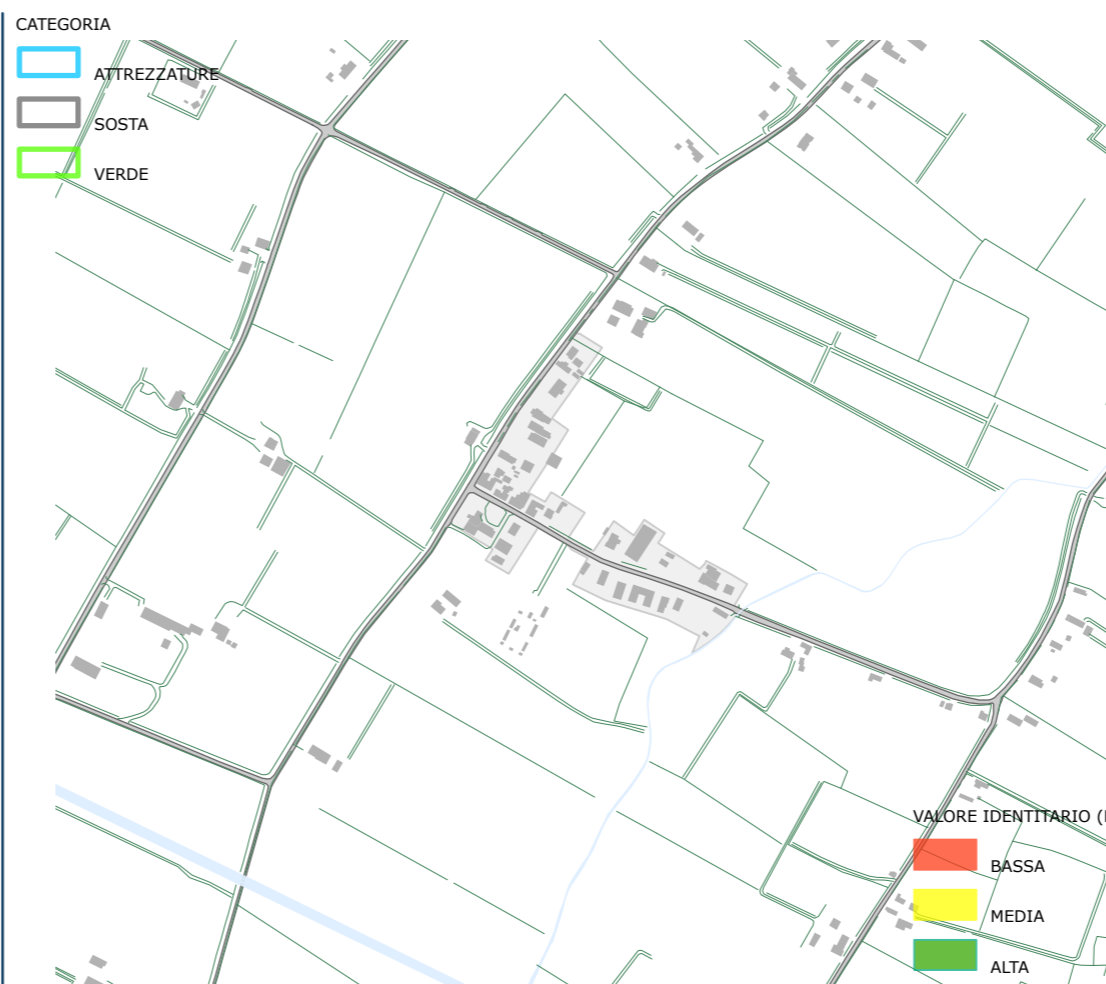 CATEGORIA
ATTREZZATURE
SOSTA
VERDE
VALORE IDENTITARIO (
BASSA
MEDIA
ALTA